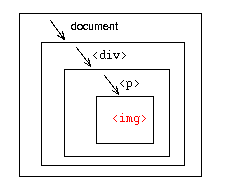 document
<div>
<p>
<img>